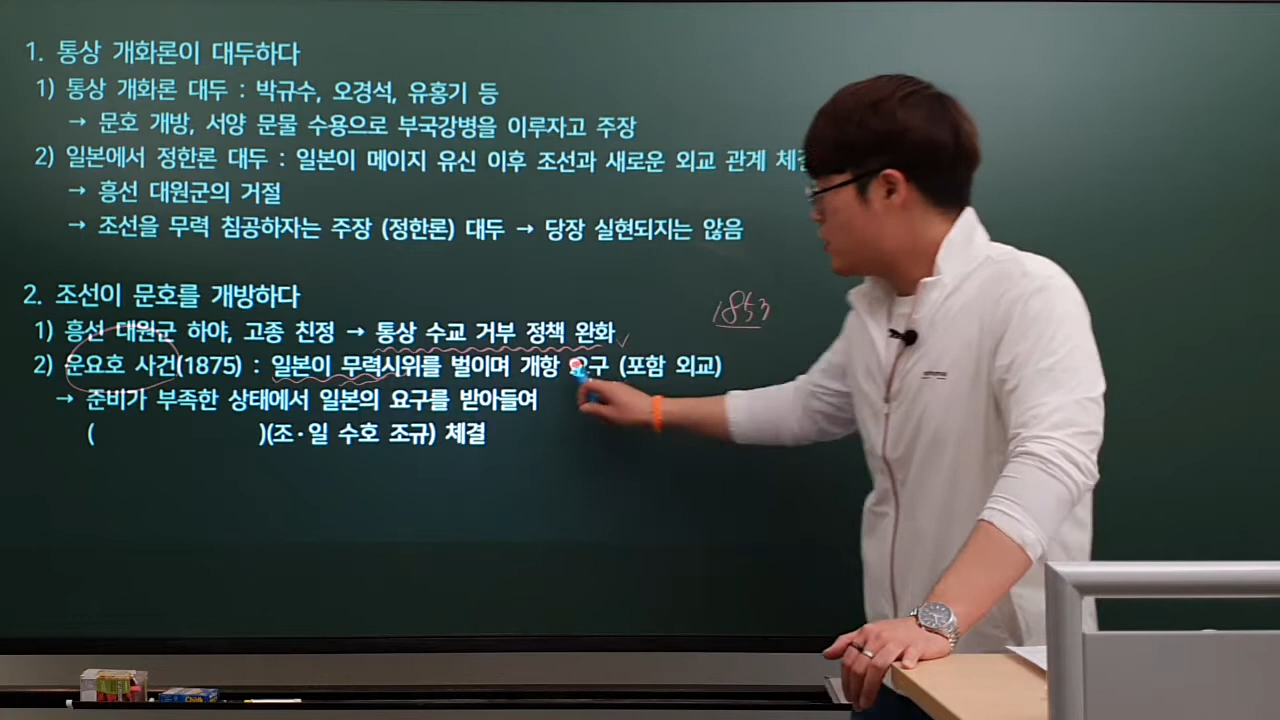 1. 통상 개화론이 대두하다
1) 통상 개화론 대두 : 박규수, 오경석, 유홍기 등
→ 문호 개방, 서양 문물 수용으로 부국강병을 이루자고 주장
2) 일본에서 정한론 대두 : 일본이 메이지 유신 이후 조선과 새로운 외교 관계
→ 흥선 대원군의 거절
→ 조선을 무력 침공하자는 주장 (정한론) 대두 → 당장 실현되지는 않음
2. 조선이 문호를 개방하다
1853
1) 흥선 대원군 하야, 고종 친정 → 통상 수교 거부 정책 완화
2) 운요호 사건(1875) : 일본이 무력시위를 벌이며 개항 요구 (포함 외교)
→ 준비가 부족한 상태에서 일본의 요구를 받아들여
( )(조·일 수호 조규) 체결